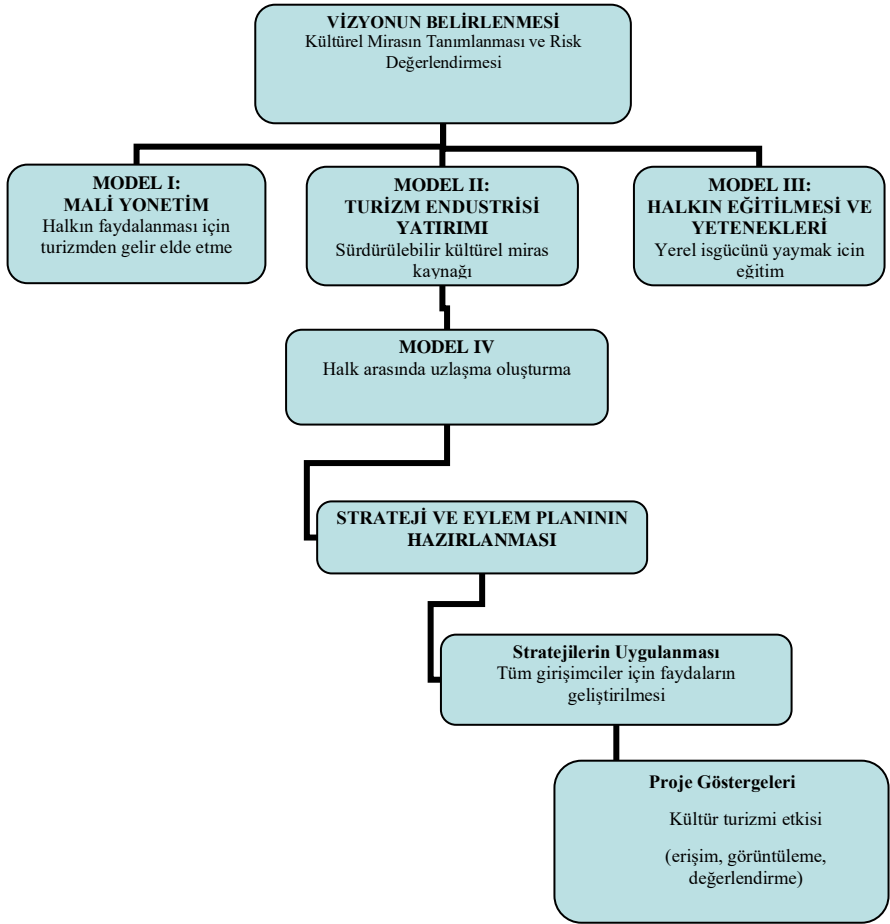 VİZYONUN BELİRLENMESİ
Kültürel Mirasın Tanımlanması ve Risk
Değerlendirmesi
MODEL I:
MALİ YONETİM
Halkın faydalanması için
turizmden gelir elde etme
MODEL II:
TURİZM ENDUSTRİSİ
YATIRIMI
Sürdürülebilir kültürel miras
kaynağı
MODEL III:
HALKIN EĞİTİLMESİ VE
YETENEKLERİ
Yerel isgücünü yaymak icin
eğitim
MODEL IV
Halk arasında uzlaşma oluşturma
STRATEJİ VE EYLEM PLANININ
HAZIRLANMASI
Stratejilerin Uygulanması
Tüm girişimciler için faydaların
geliştirilmesi
Proje Göstergeleri
Kültür turizmi etkisi
(erişim, görüntüleme,
değerlendirme)